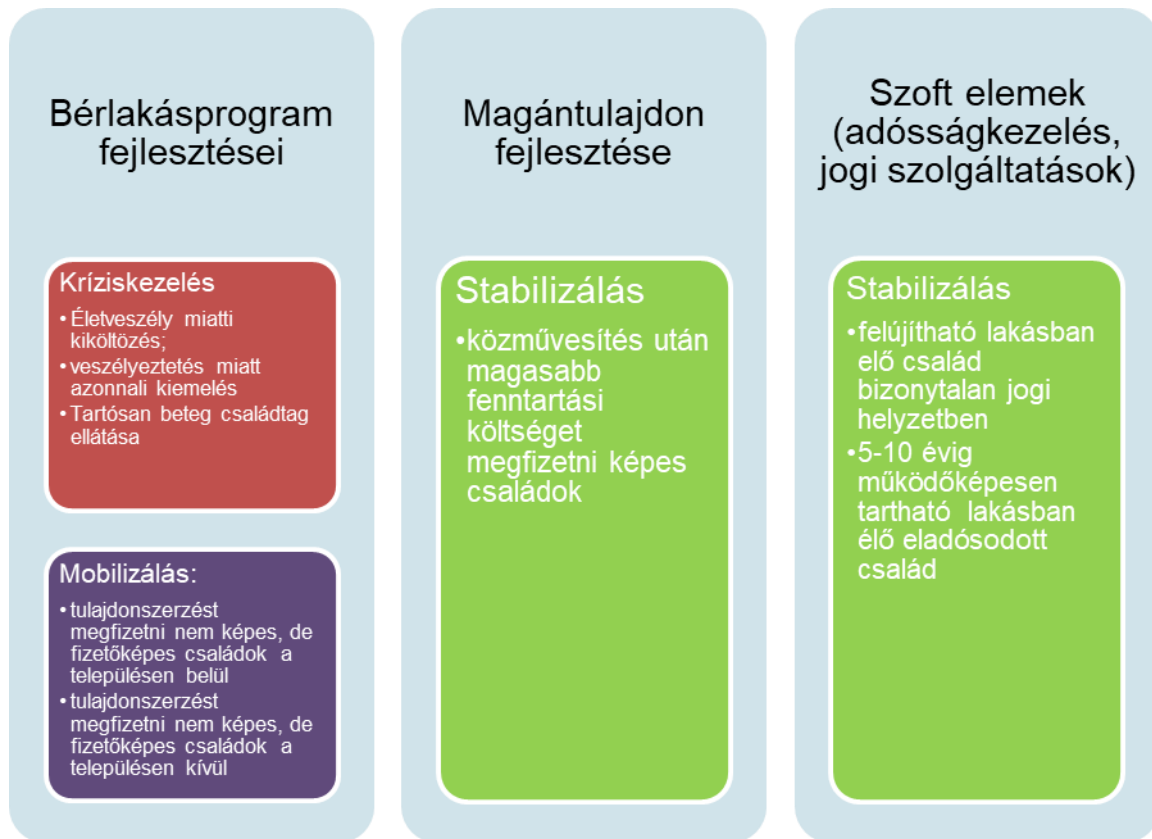 Bérlakásprogram
fejlesztései
Kríziskezelés
• Életveszély miatti
kiköltözés;
• veszélyeztetés miatt
azonnali kiemelés
• Tartósan beteg családtag
ellátása
Mobilizálás:
• tulajdonszerzést
megfizetni nem képes, de
fizetőképes családok a
településen belül
• tulajdonszerzést
megfizetni nem képes, de
fizetőképes családok a
településen kívül
Magántulajdon
fejlesztése
Stabilizálás
•közművesítés után
magasabb
fenntartási
költséget
megfizetni képes
családok
Szoft elemek
(adósságkezelés,
jogi szolgáltatások)
Stabilizálás
•felújítható lakásban
elő család
bizonytalan jogi
helyzetben
•5-10 évig
működőképesen
tartható lakásban
élő eladósodott
család